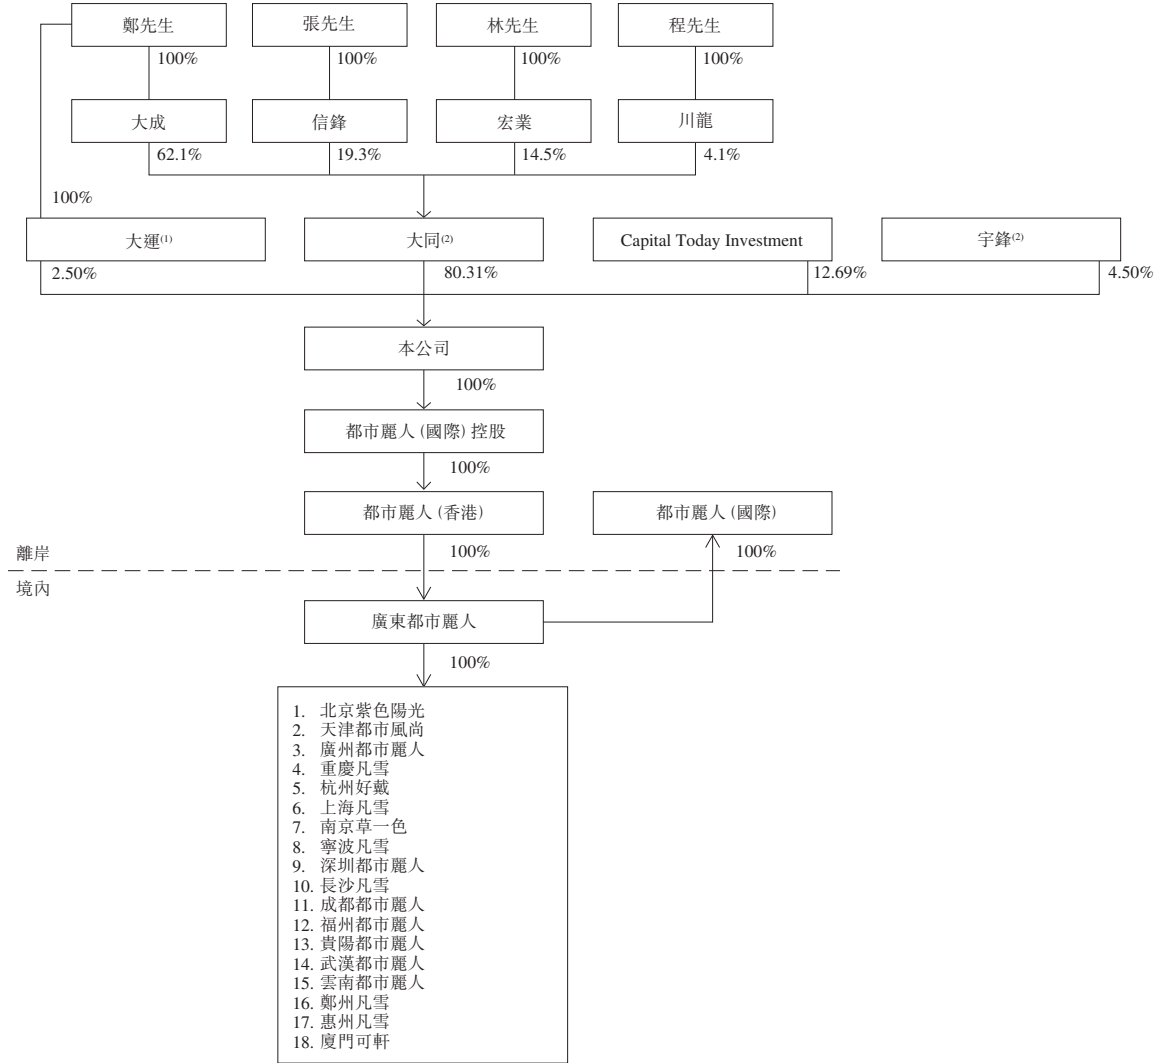 鄭先生
張先生
林先生
程先生
100%
100%
100%
100%
大成
信鋒
宏業
川龍
62.1%
19.3%
14.5%
4.1%
100%
大運(1)
大同(2)
Capital Today Investment
宇鋒(2)
2.50%
80.31%
12.69%
4.50%
本公司
100%
都市麗人(國際)控股
100%
都市麗人(香港)
都市麗人(國際)
100%
100%
離岸
境內
廣東都市麗人
100%
1. 北京紫色陽光
2. 天津都市風尚
3. 廣州都市麗人
4. 重慶凡雪
5. 杭州好戴
6. 上海凡雪
7. 南京草一色
8. 寧波凡雪
9. 深圳都市麗人
10. 長沙凡雪
11. 成都都市麗人
12. 福州都市麗人
13. 貴陽都市麗人
14. 武漢都市麗人
15. 雲南都市麗人
16. 鄭州凡雪
17. 惠州凡雪
18. 廈門可軒